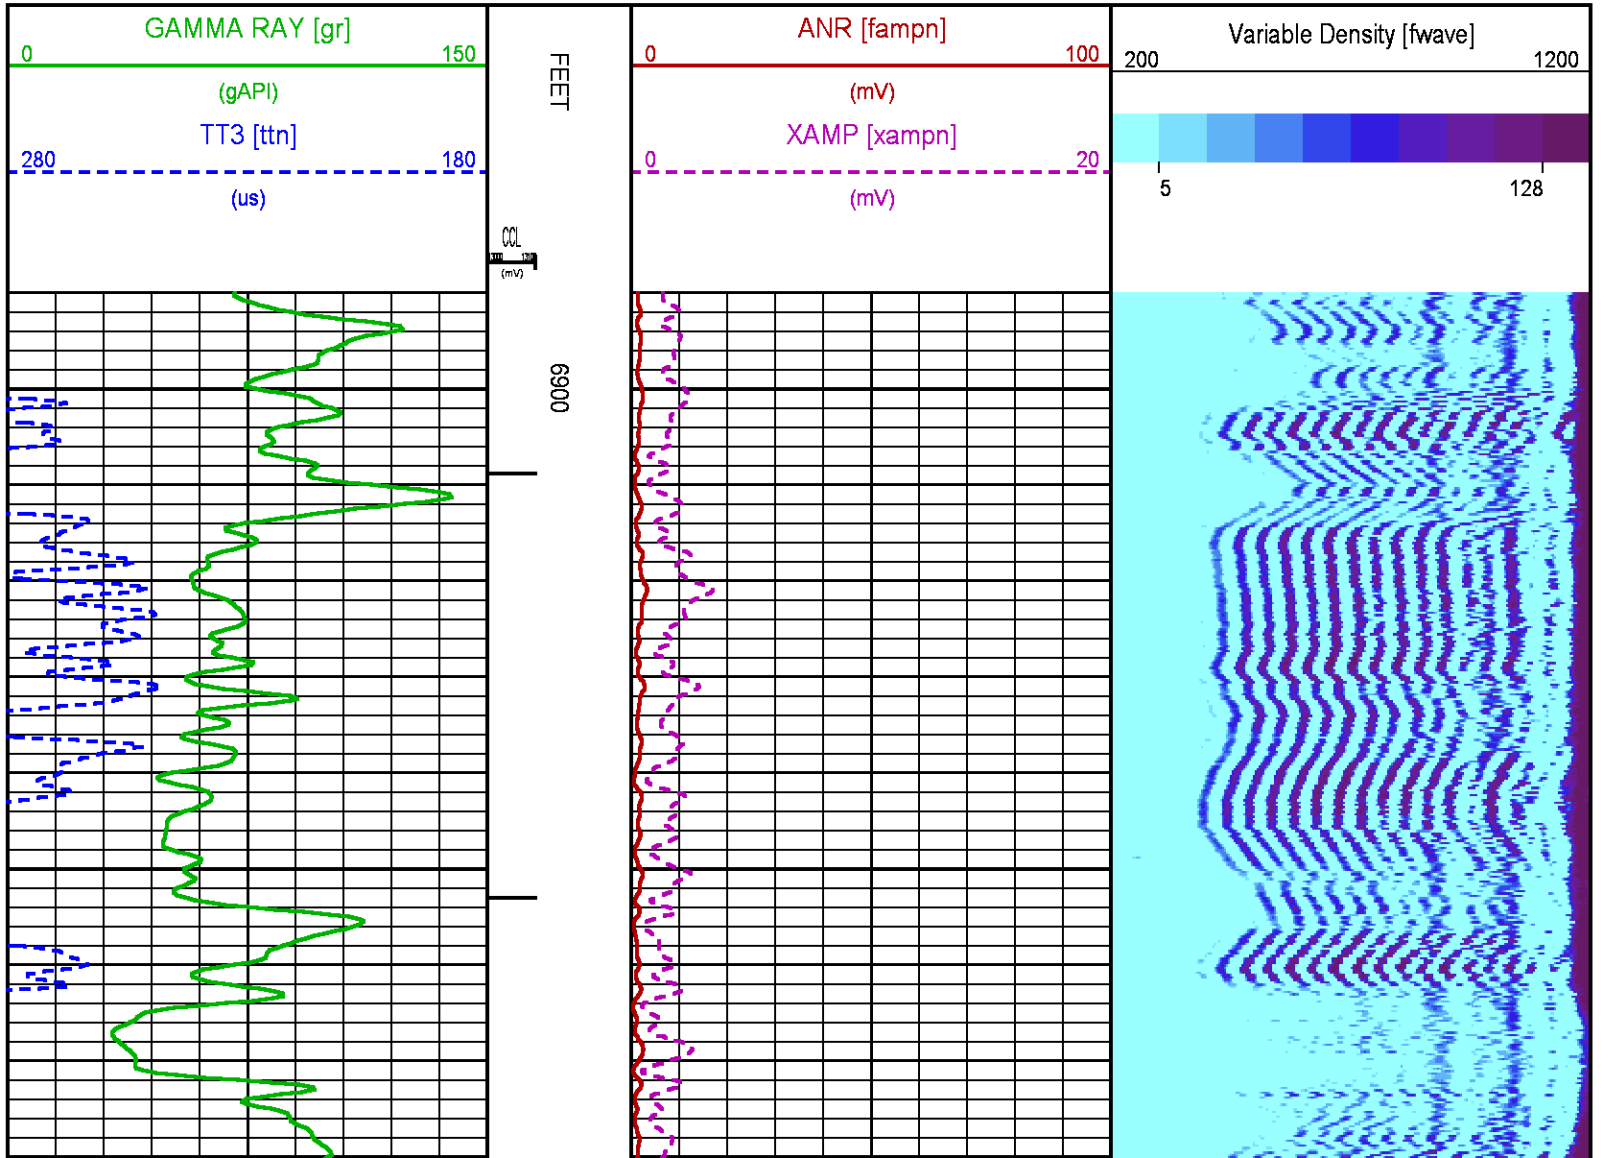 GAMMA RAY [gr]
0 150
(gAPI)
TT3 [ttn]
280 180
(us)
FEET
CCL
(mV)
6900
ANR [fampn]
0 100
(mV)
XAMP [xampn]
0 20
(mV)
Variable Density [fwave]
200 1200
5 128